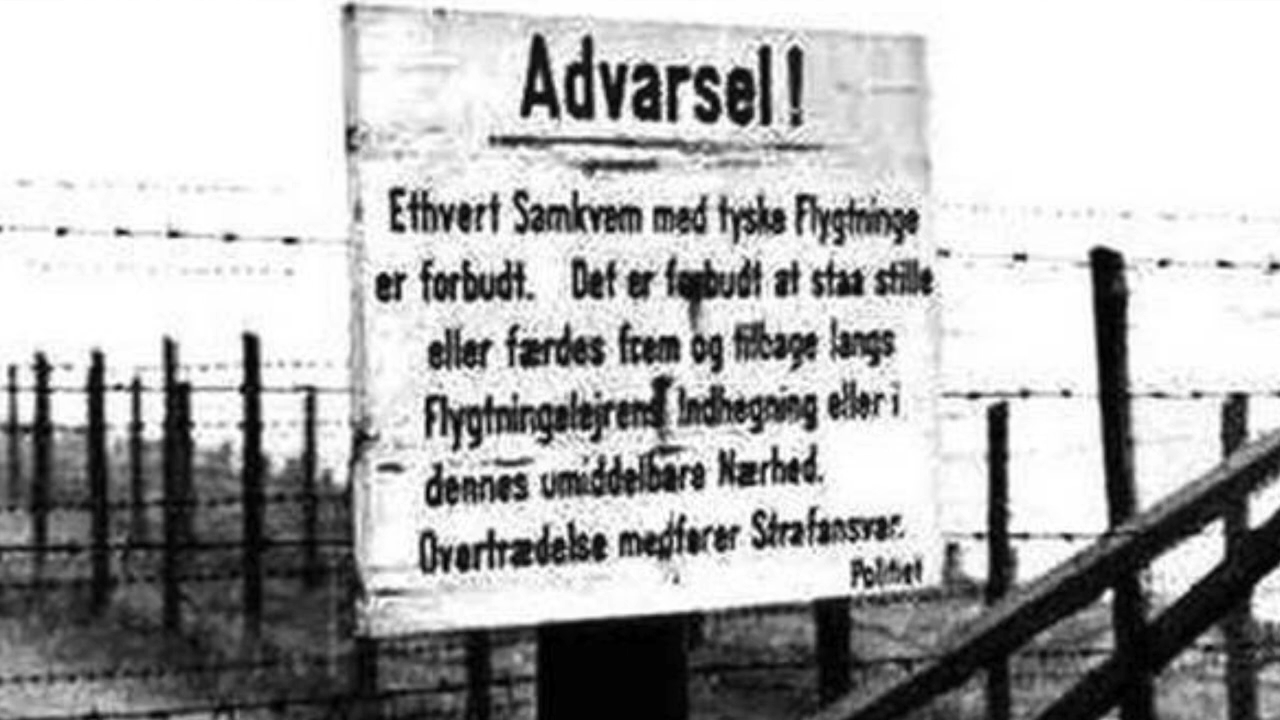 Advarsel!
Ethvert Samkvem med tyske Flygtninge
er forbudt. Det er forbudt at staa stille
eller færdes frem og tilbage langs
Flygtningelejrens Indhegning eller i
dennes umiddelbare Nærhed.
Overtrædelse medfører Strafansvar.
Politiet